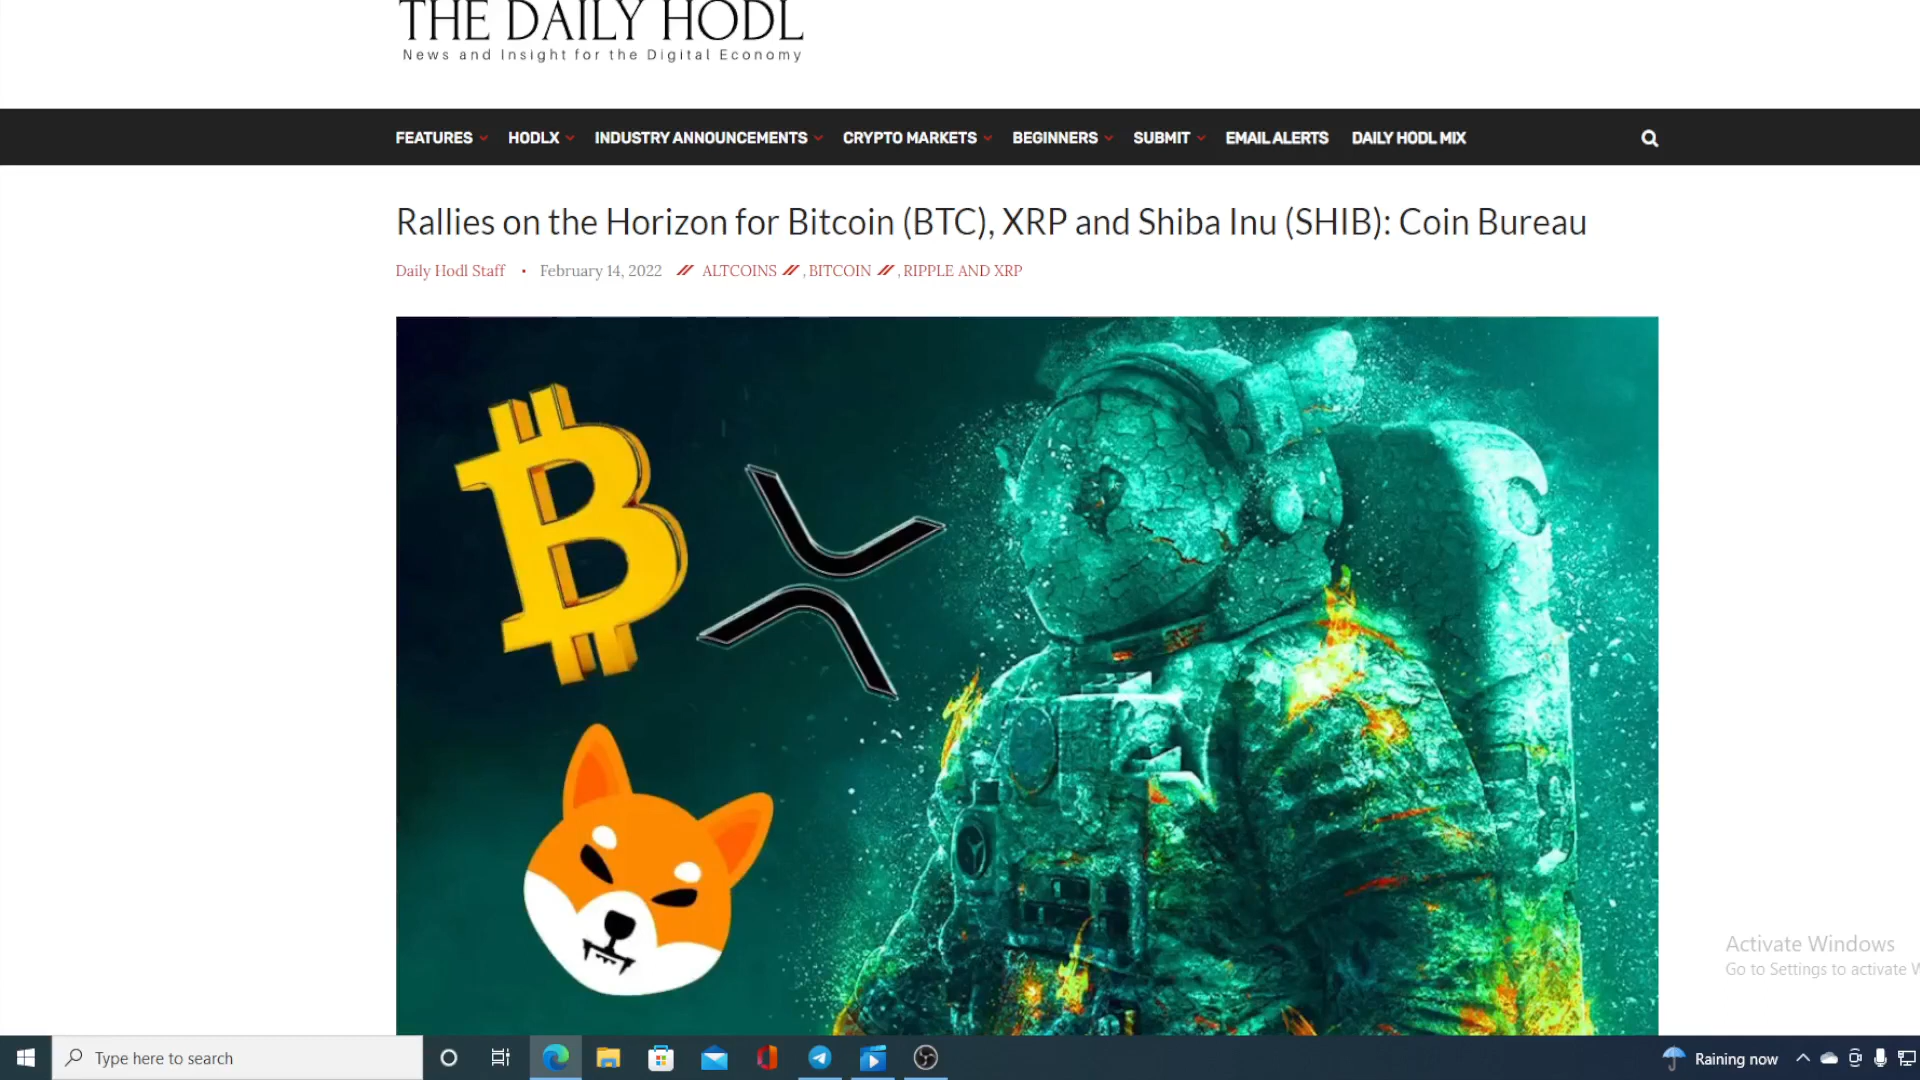 THE DAILY HODL
News and Insight for the Digital Economy
FEATURES HODLX INDUSTRY ANNOUNCEMENTS CRYPTO MARKETS BEGINNERS SUBMIT EMAIL ALERTS DAILY HODL MIX
Rallies on the Horizon for Bitcoin (BTC), XRP and Shiba Inu (SHIB): Coin Bureau
Daily Hodl Staff • February 14, 2022 // ALTCOINS // , BITCOIN // , RIPPLE AND XRP
Activate Windows
Go to Settings to activate W
Type here to search
Raining now